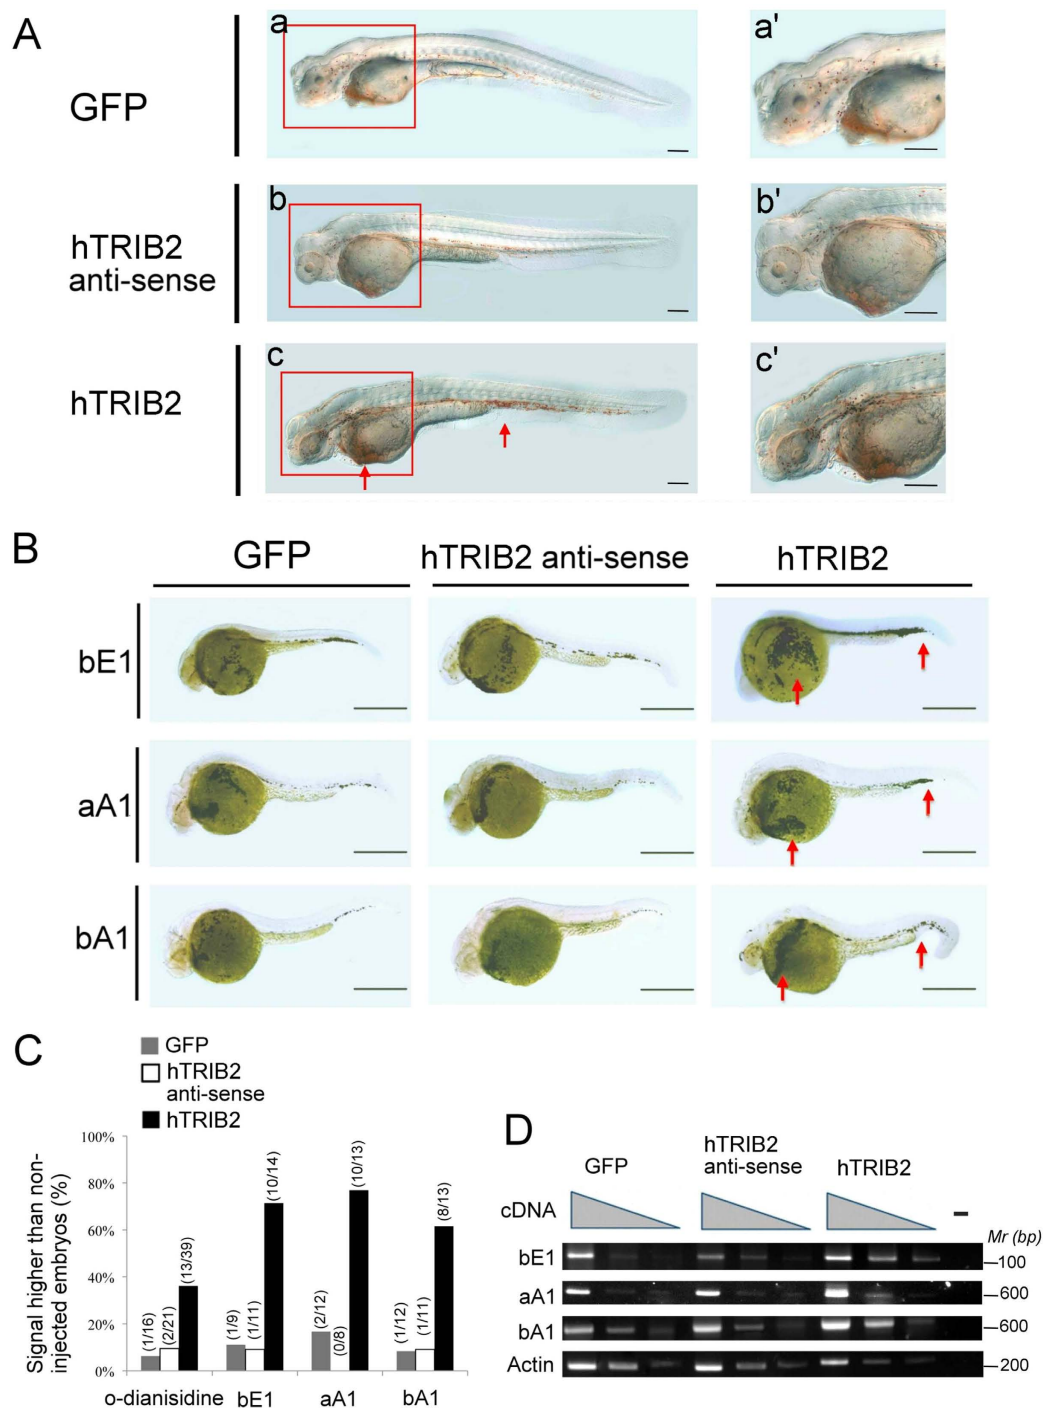 A
GFP
a
a'
hTRIB2
anti-sense
b
b'
hTRIB2
c
c'
B
GFP
hTRIB2 anti-sense
hTRIB2
bE1
aA1
bA1
C
GFP
hTRIB2
anti-sense
hTRIB2
Signal higher than non-
injected embryos (%)
100%
80%
60%
40%
20%
0%
(1/16)
(2/21)
(13/39)
(1/9)
(1/11)
(10/14)
(2/12)
(0/8)
(10/13)
(1/12)
(1/11)
(8/13)
o-dianisidine bE1 aA1 bA1
D
GFP
hTRIB2
anti-sense
hTRIB2
cDNA
–
Mr (bp)
bE1
100
aA1
600
bA1
600
Actin
200